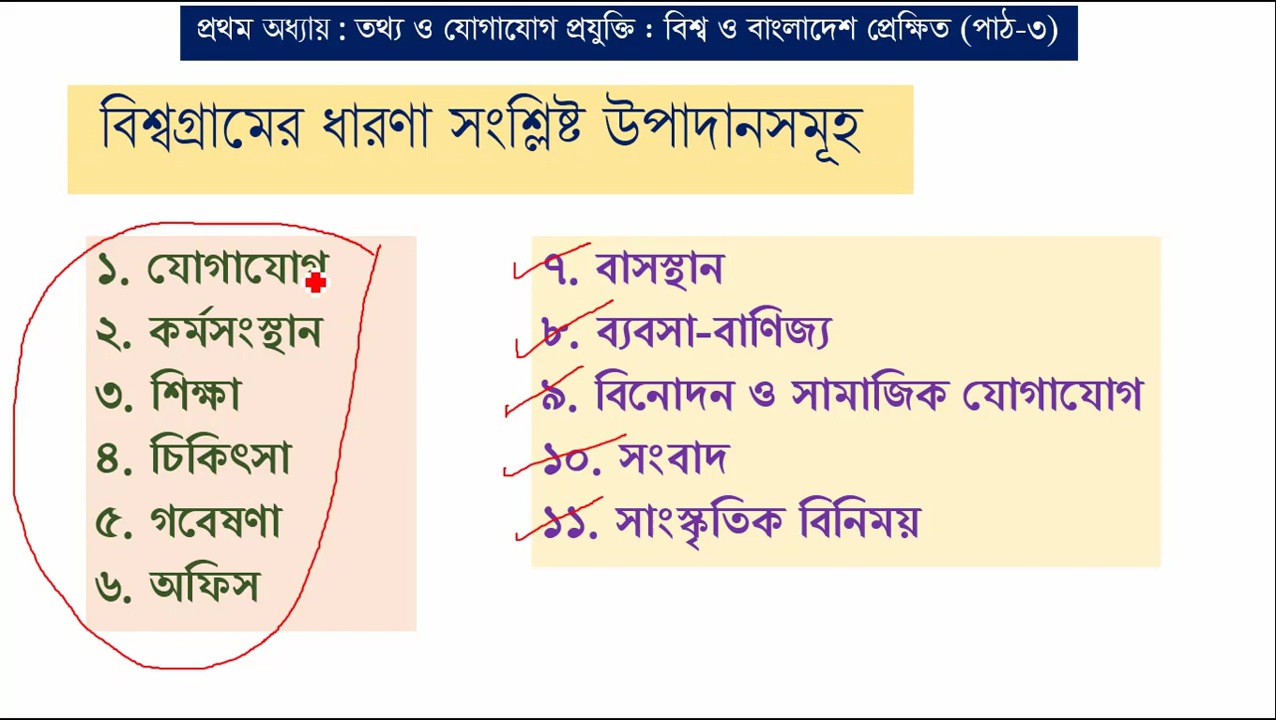 প্রথম অধ্যায় : তথ্য ও যোগাযোগ প্রযুক্তি : বিশ্ব ও বাংলাদেশ প্রেক্ষিত (পাঠ-৩)
বিশ্বগ্রামের ধারণা সংশ্লিষ্ট উপাদানসমূহ
১. যোগাযোগ
২. কর্মসংস্থান
৩. শিক্ষা
৪. চিকিৎসা
৫. গবেষণা
৬. অফিস
৭. বাসস্থান
৮. ব্যবসা-বাণিজ্য
৯. বিনোদন ও সামাজিক যোগাযোগ
১০. সংবাদ
১১. সাংস্কৃতিক বিনিময়